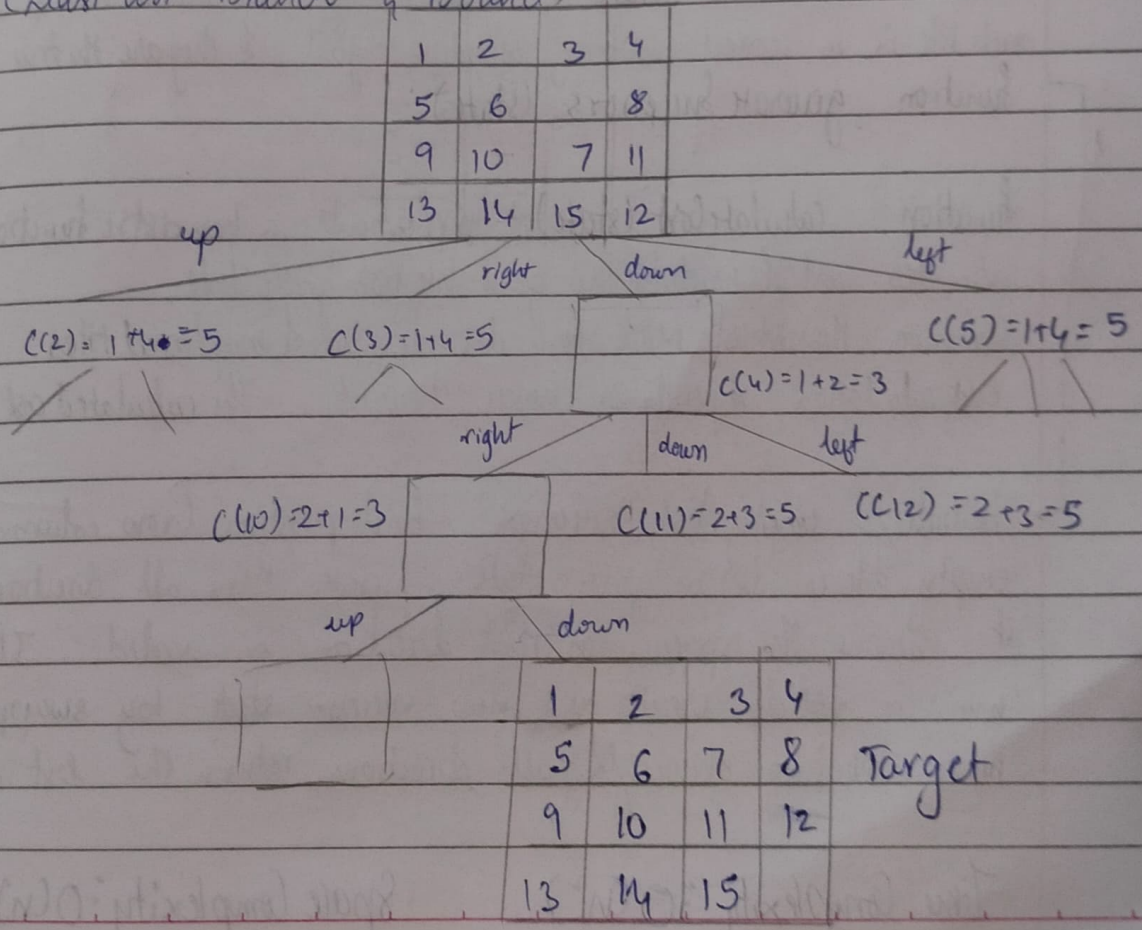 1 2 3 4
5 6 8
9 10 7 11
13 14 15 12
up right down left
C(2) = 1+4 = 5 C(3) = 1+4 = 5 C(5) = 1+4 = 5
C(4) = 1+2 = 3
right down left
C(10) = 2+1 = 3 C(11) = 2+3 = 5 C(12) = 2+3 = 5
up down
1 2 3 4
5 6 7 8 Target
9 10 11 12
13 14 15